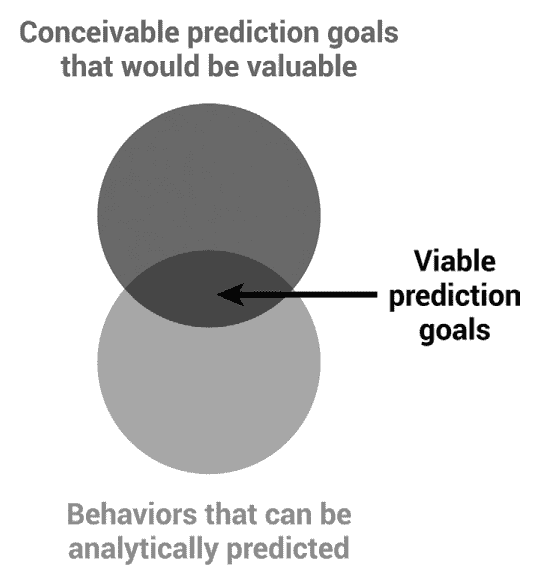 Conceivable prediction goals
that would be valuable
Viable
prediction
goals
Behaviors that can be
analytically predicted